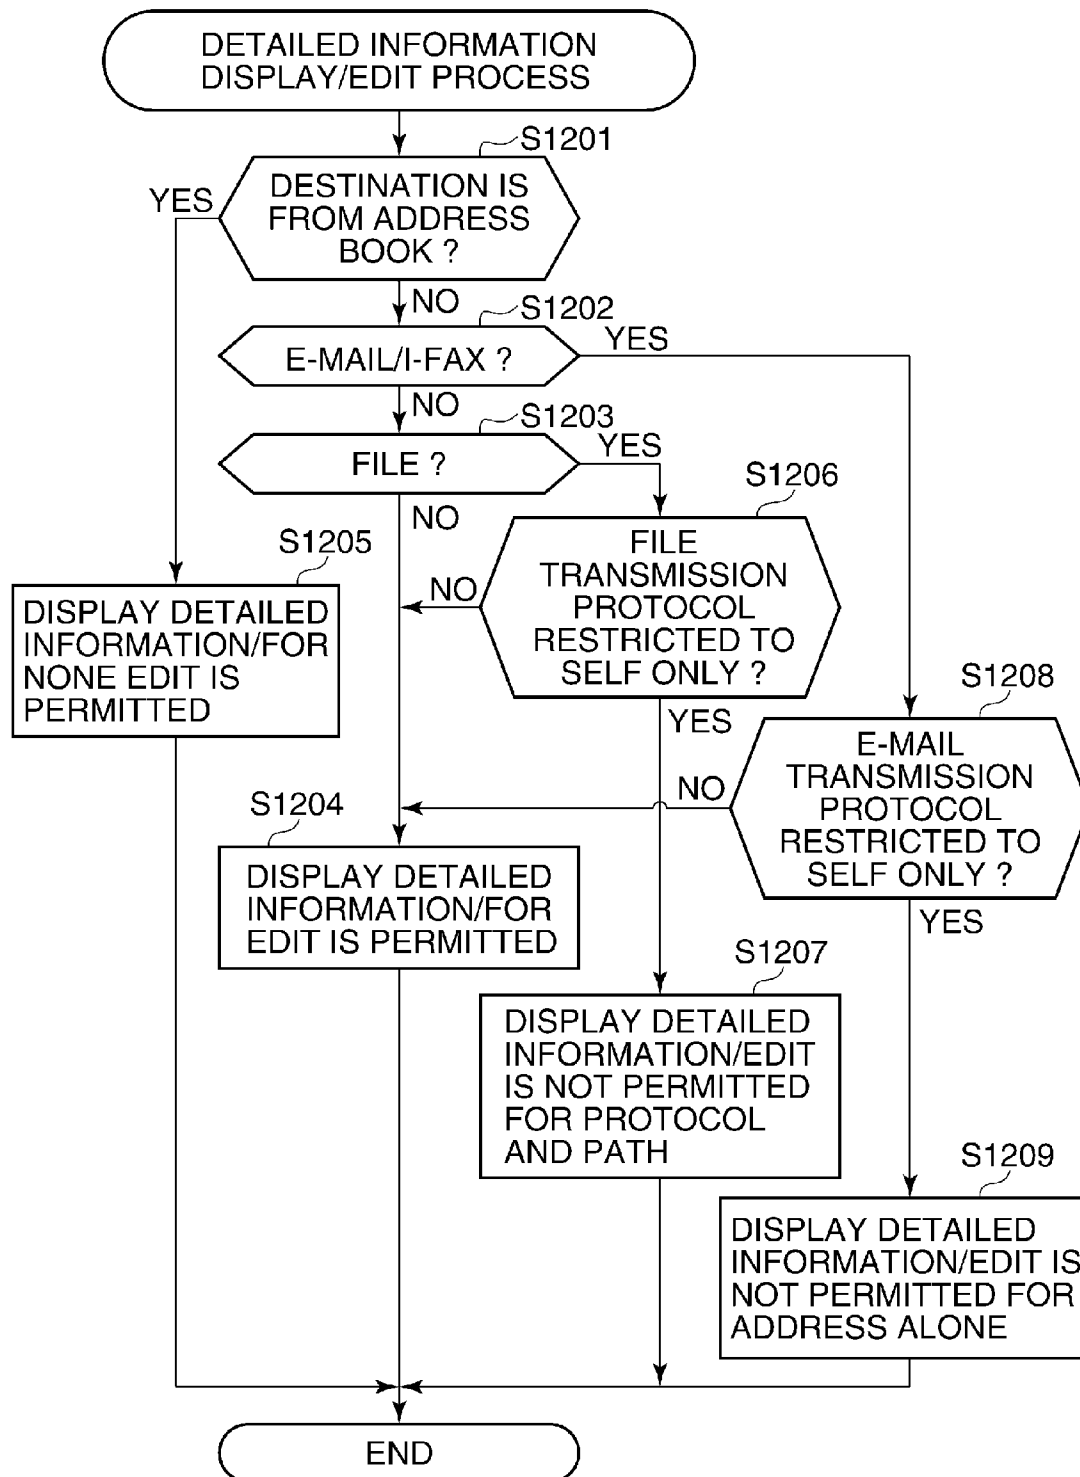 DETAILED INFORMATION
DISPLAY/EDIT PROCESS
S1201
DESTINATION IS
FROM ADDRESS
BOOK ?
YES
NO
S1202
E-MAIL/I-FAX ?
YES
NO
S1203
FILE ?
YES
NO
S1206
FILE
TRANSMISSION
PROTOCOL
RESTRICTED TO
SELF ONLY ?
NO
YES
S1205
DISPLAY DETAILED
INFORMATION/FOR
NONE EDIT IS
PERMITTED
S1208
E-MAIL
TRANSMISSION
PROTOCOL
RESTRICTED TO
SELF ONLY ?
NO
YES
S1204
DISPLAY DETAILED
INFORMATION/FOR
EDIT IS PERMITTED
S1207
DISPLAY DETAILED
INFORMATION/EDIT
IS NOT PERMITTED
FOR PROTOCOL
AND PATH
S1209
DISPLAY DETAILED
INFORMATION/EDIT IS
NOT PERMITTED FOR
ADDRESS ALONE
END